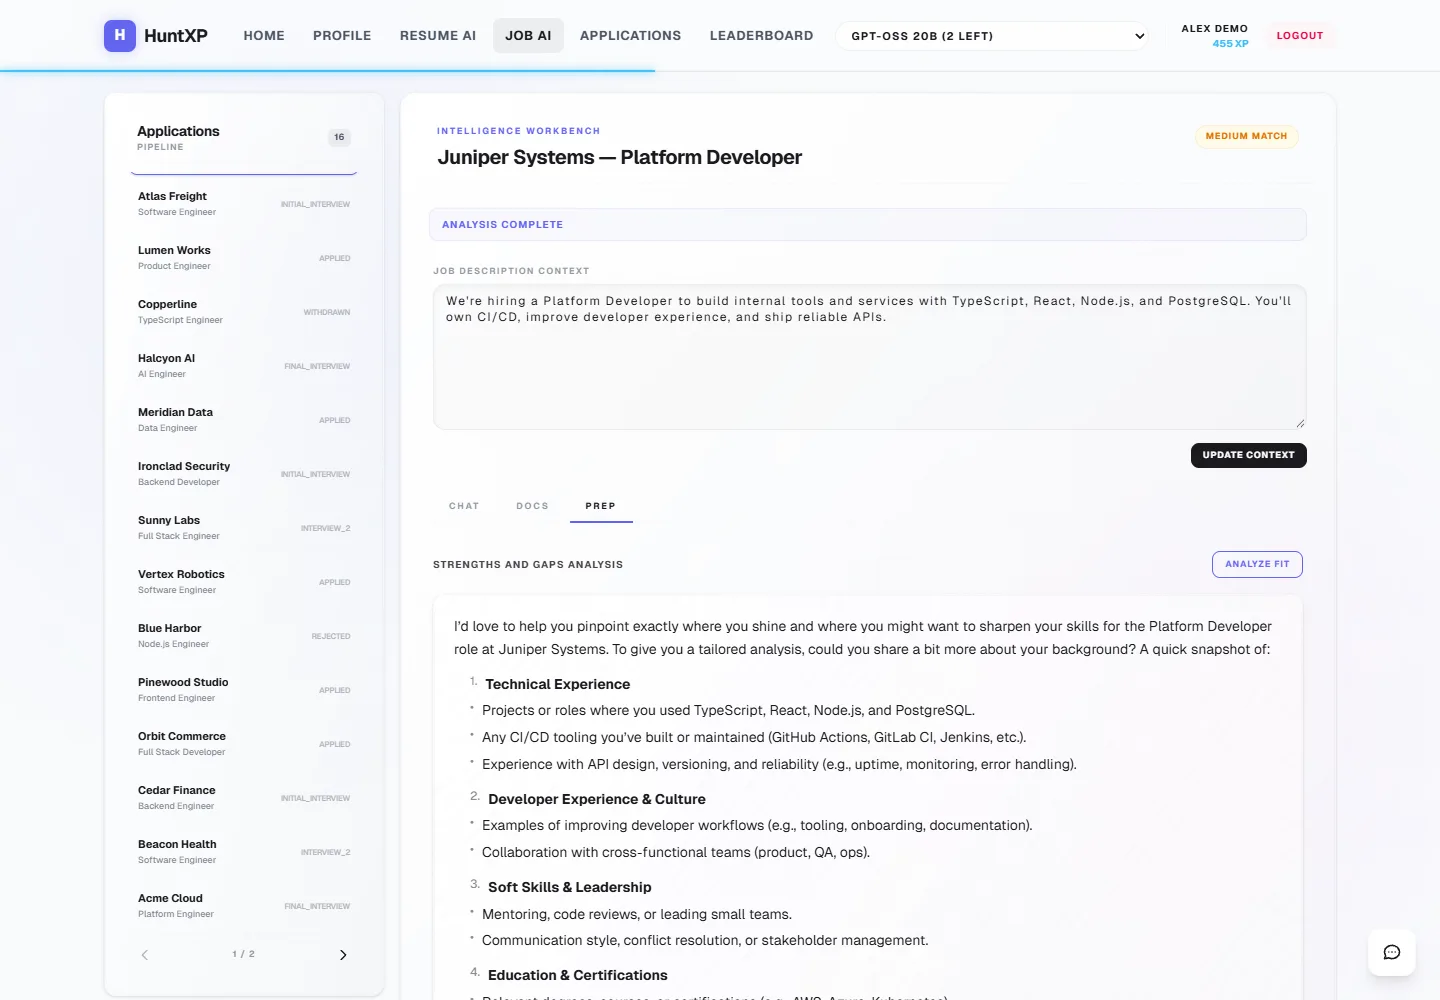 H HuntXP HOME PROFILE RESUME AI JOB AI APPLICATIONS LEADERBOARD GPT-OSS 20B (2 LEFT) ALEX DEMO LOGOUT
455 XP
Applications 16
PIPELINE
Atlas Freight INITIAL_INTERVIEW
Software Engineer
Lumen Works APPLIED
Product Engineer
Copperline WITHDRAWN
TypeScript Engineer
Halcyon AI FINAL_INTERVIEW
AI Engineer
Meridian Data APPLIED
Data Engineer
Ironclad Security INITIAL_INTERVIEW
Backend Developer
Sunny Labs INTERVIEW_2
Full Stack Engineer
Vertex Robotics APPLIED
Software Engineer
Blue Harbor REJECTED
Node.js Engineer
Pinewood Studio APPLIED
Frontend Engineer
Orbit Commerce APPLIED
Full Stack Developer
Cedar Finance INITIAL_INTERVIEW
Backend Engineer
Beacon Health INTERVIEW_2
Software Engineer
Acme Cloud FINAL_INTERVIEW
Platform Engineer
1 / 2
INTELLIGENCE WORKBENCH
Juniper Systems — Platform Developer
MEDIUM MATCH
ANALYSIS COMPLETE
JOB DESCRIPTION CONTEXT
We're hiring a Platform Developer to build internal tools and services with TypeScript, React, Node.js, and PostgreSQL. You'll
own CI/CD, improve developer experience, and ship reliable APIs.
UPDATE CONTEXT
CHAT DOCS PREP
STRENGTHS AND GAPS ANALYSIS ANALYZE FIT
I'd love to help you pinpoint exactly where you shine and where you might want to sharpen your skills for the Platform Developer
role at Juniper Systems. To give you a tailored analysis, could you share a bit more about your background? A quick snapshot of:
1. Technical Experience
• Projects or roles where you used TypeScript, React, Node.js, and PostgreSQL.
• Any CI/CD tooling you've built or maintained (GitHub Actions, GitLab CI, Jenkins, etc.).
• Experience with API design, versioning, and reliability (e.g., uptime, monitoring, error handling).
2. Developer Experience & Culture
• Examples of improving developer workflows (e.g., tooling, onboarding, documentation).
• Collaboration with cross-functional teams (product, QA, ops).
3. Soft Skills & Leadership
• Mentoring, code reviews, or leading small teams.
• Communication style, conflict resolution, or stakeholder management.
4. Education & Certifications